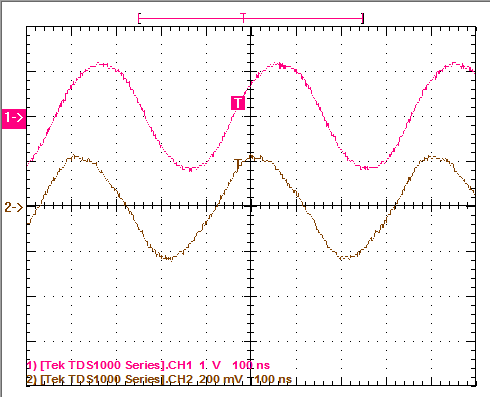 T
1->
T
2->
1) [Tek TDS1000 Series].CH1 1. V 100 ns
2) [Tek TDS1000 Series].CH2 200 mV 100 ns